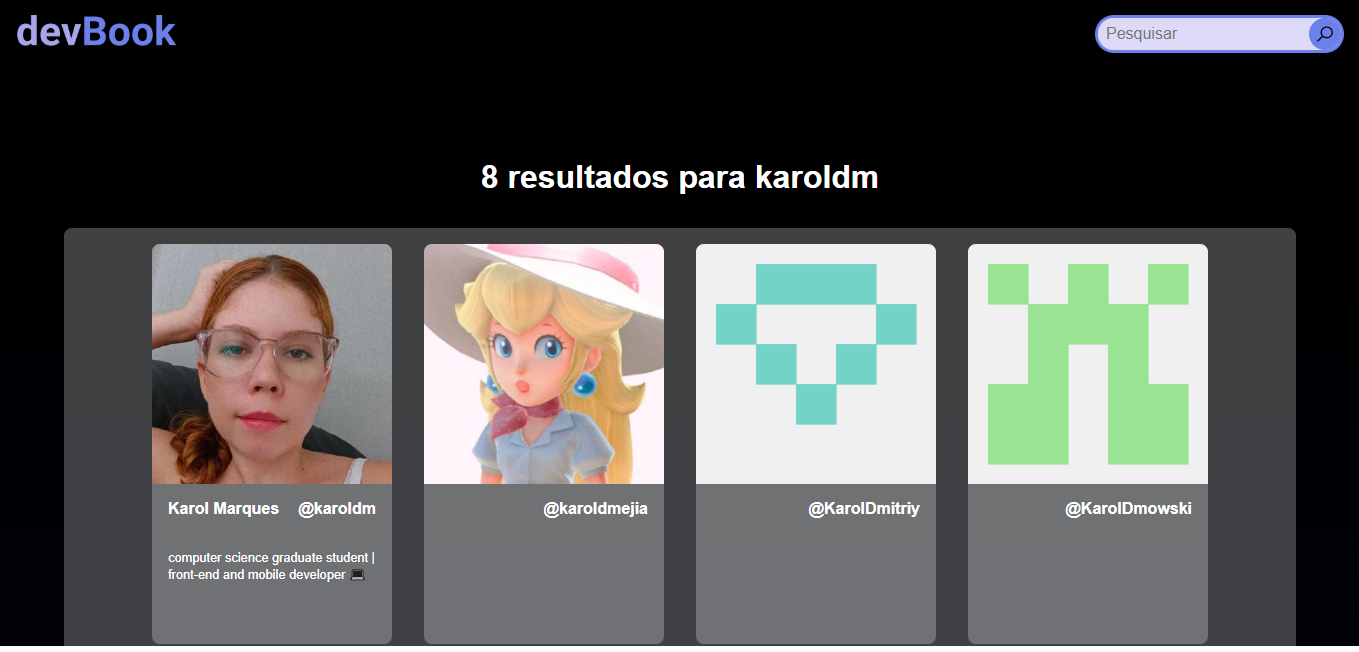 devBook
Pesquisar
8 resultados para karoldm
Karol Marques @karoldm
computer science graduate student |
front-end and mobile developer 💻
@karoldmejia
@KarolDmitriy
@KarolDmowski